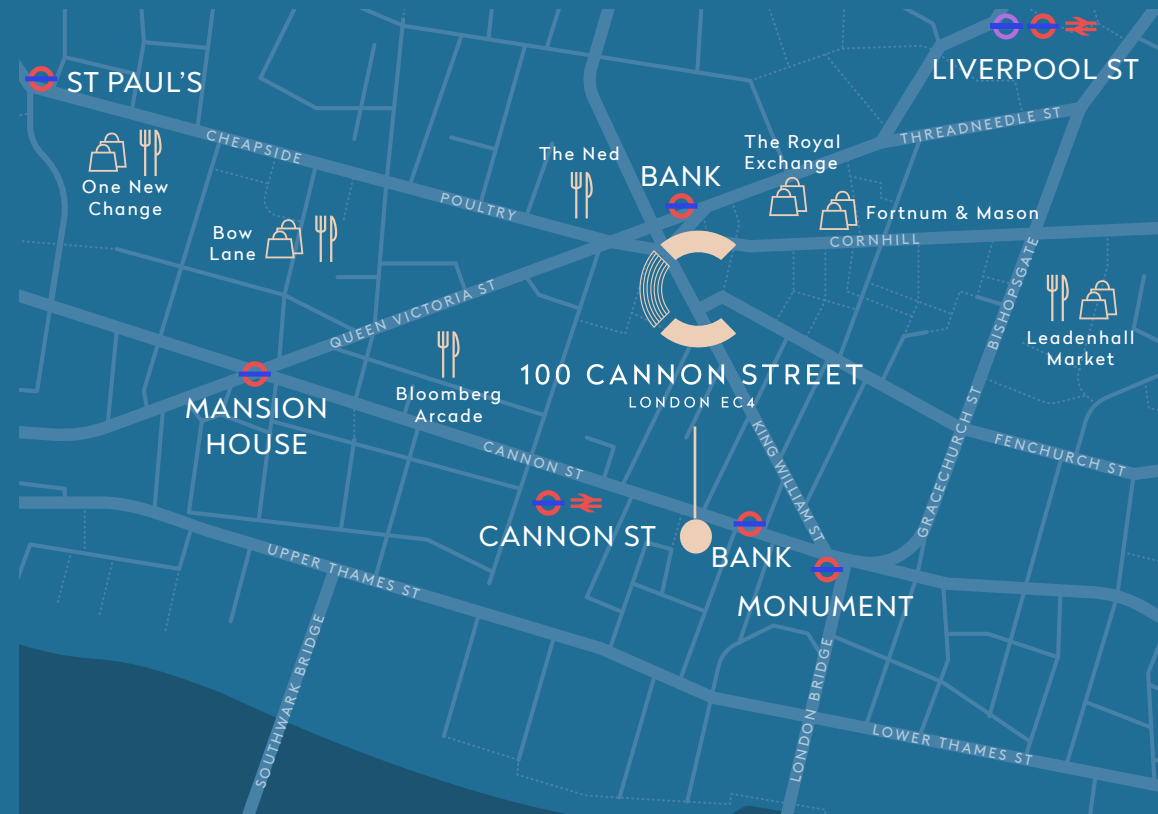 LIVERPOOL ST
ST PAUL'S
THREADNEEDLE ST
CHEAPSIDE
The Royal
Exchange
The Ned
BANK
One New
Change
POULTRY
Fortnum & Mason
Bow
Lane
CORNHILL
BISHOPSGATE
QUEEN VICTORIA ST
Leadenhall
Market
100 CANNON STREET
LONDON EC4
Bloomberg
Arcade
MANSION
HOUSE
CANNON ST
KING WILLIAM ST
GRACECHURCH ST
FENCHURCH ST
CANNON ST
BANK
UPPER THAMES ST
MONUMENT
SOUTHWARK BRIDGE
LONDON BRIDGE
LOWER THAMES ST